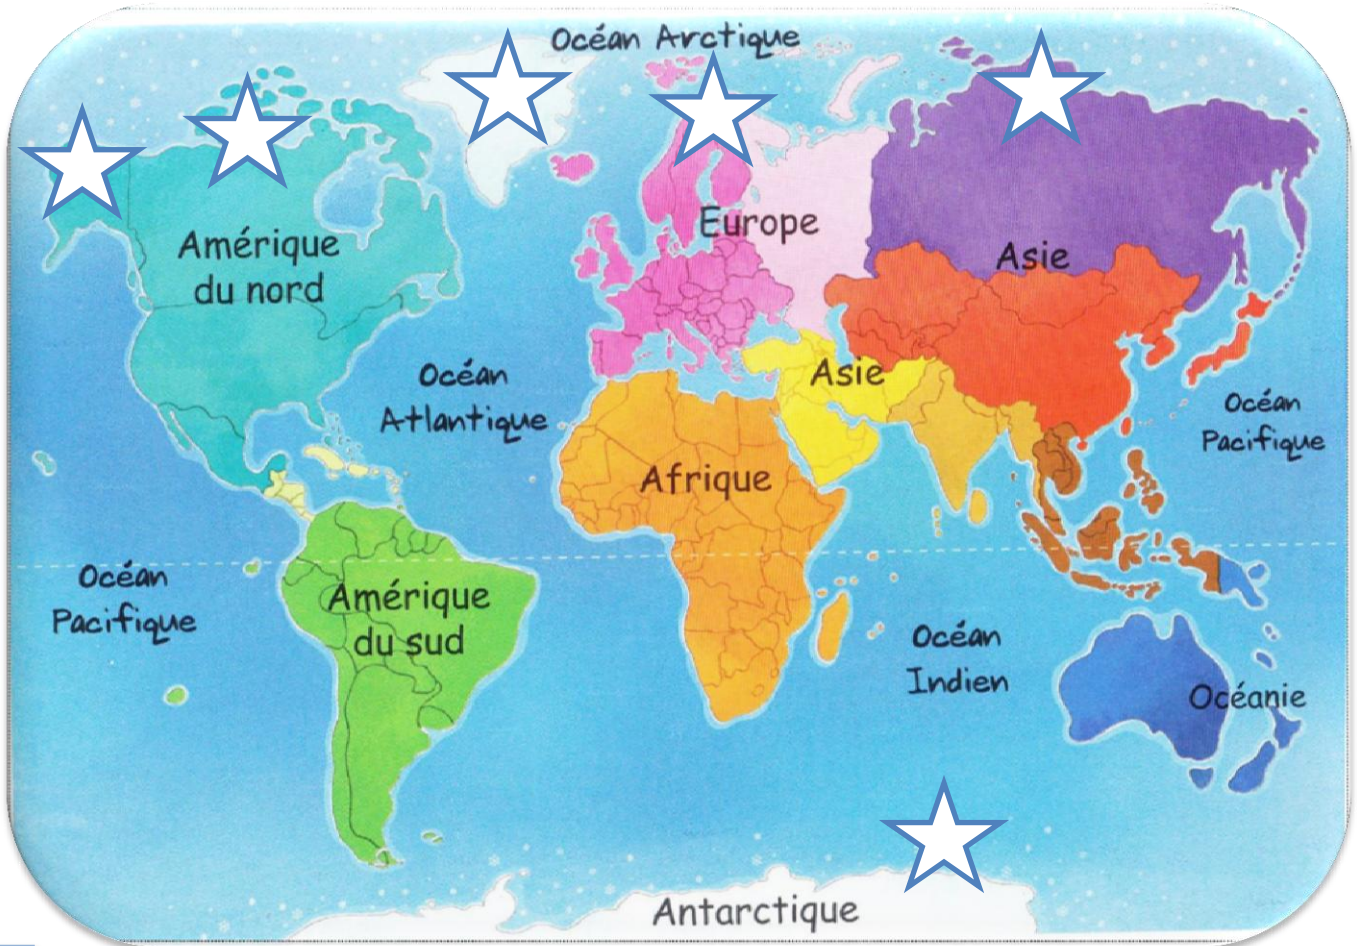 Océan Arctique
Europe
Amérique
du nord
Asie
Océan
Atlantique
Asie
Océan
Pacifique
Afrique
Océan
Pacifique
Amérique
du sud
Océan
Indien
Océanie
Antarctique